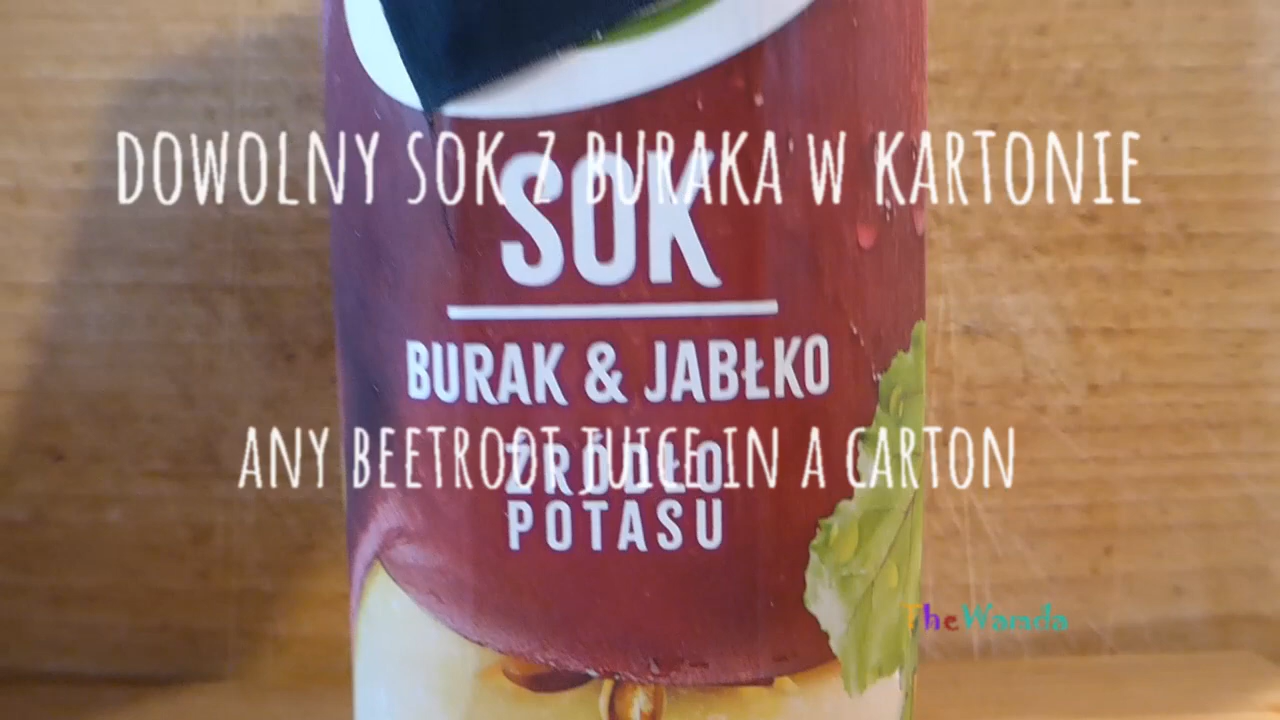 DOWOLNY SOK Z BURAKA W KARTONIE
SOK
BURAK & JABŁKO
ANY BEETROOT JUICE IN A CARTON
ŹRÓDŁO
POTASU
TheWanda